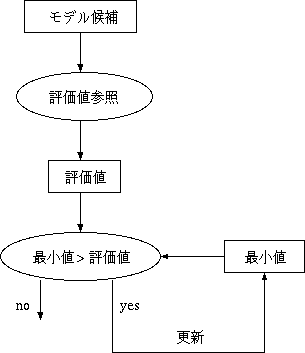 モデル候補
評価値参照
評価値
最小値 > 評価値
最小値
no
yes
更新